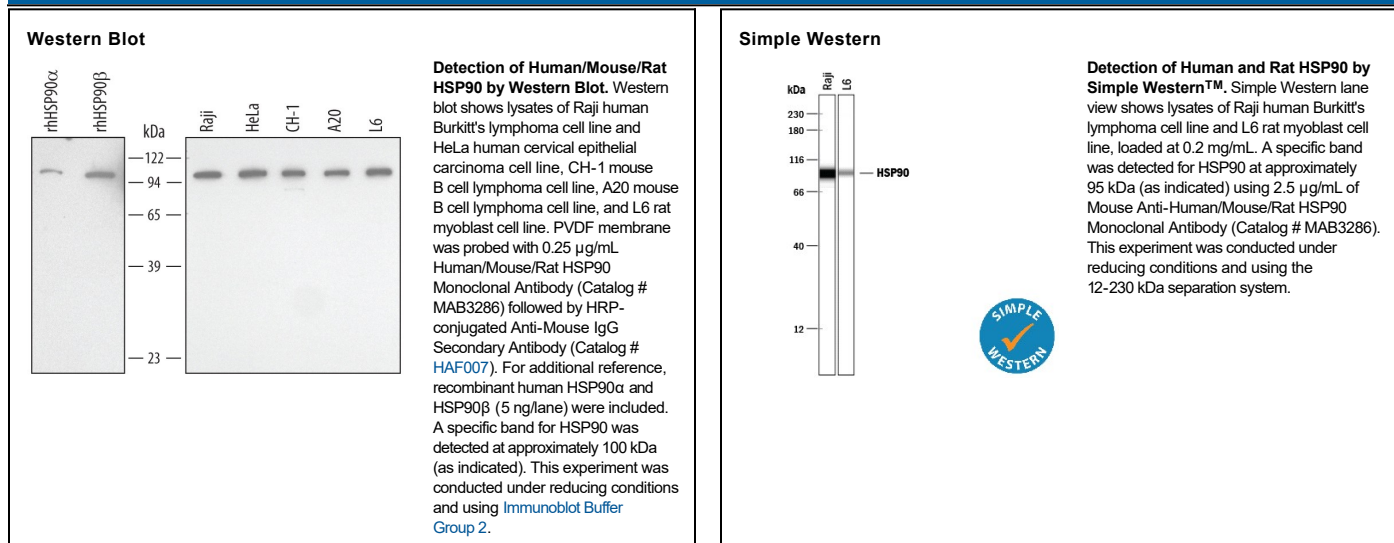 Western Blot
rhHSP90α
rhHSP90β
kDa
Raji
HeLa
CH-1
A20
L6
122
94
65
39
23
Detection of Human/Mouse/Rat
HSP90 by Western Blot. Western
blot shows lysates of Raji human
Burkitt's lymphoma cell line and
HeLa human cervical epithelial
carcinoma cell line, CH-1 mouse
B cell lymphoma cell line, A20 mouse
B cell lymphoma cell line, and L6 rat
myoblast cell line. PVDF membrane
was probed with 0.25 µg/mL
Human/Mouse/Rat HSP90
Monoclonal Antibody (Catalog #
MAB3286) followed by HRP-
conjugated Anti-Mouse IgG
Secondary Antibody (Catalog #
HAF007). For additional reference,
recombinant human HSP90α and
HSP90β (5 ng/lane) were included.
A specific band for HSP90 was
detected at approximately 100 kDa
(as indicated). This experiment was
conducted under reducing conditions
and using Immunoblot Buffer
Group 2.
Simple Western
kDa
Raji
L6
230
180
116
66
40
12
HSP90
SIMPLE
WESTERN
Detection of Human and Rat HSP90 by
Simple Western™. Simple Western lane
view shows lysates of Raji human Burkitt's
lymphoma cell line and L6 rat myoblast cell
line, loaded at 0.2 mg/mL. A specific band
was detected for HSP90 at approximately
95 kDa (as indicated) using 2.5 µg/mL of
Mouse Anti-Human/Mouse/Rat HSP90
Monoclonal Antibody (Catalog # MAB3286).
This experiment was conducted under
reducing conditions and using the
12-230 kDa separation system.